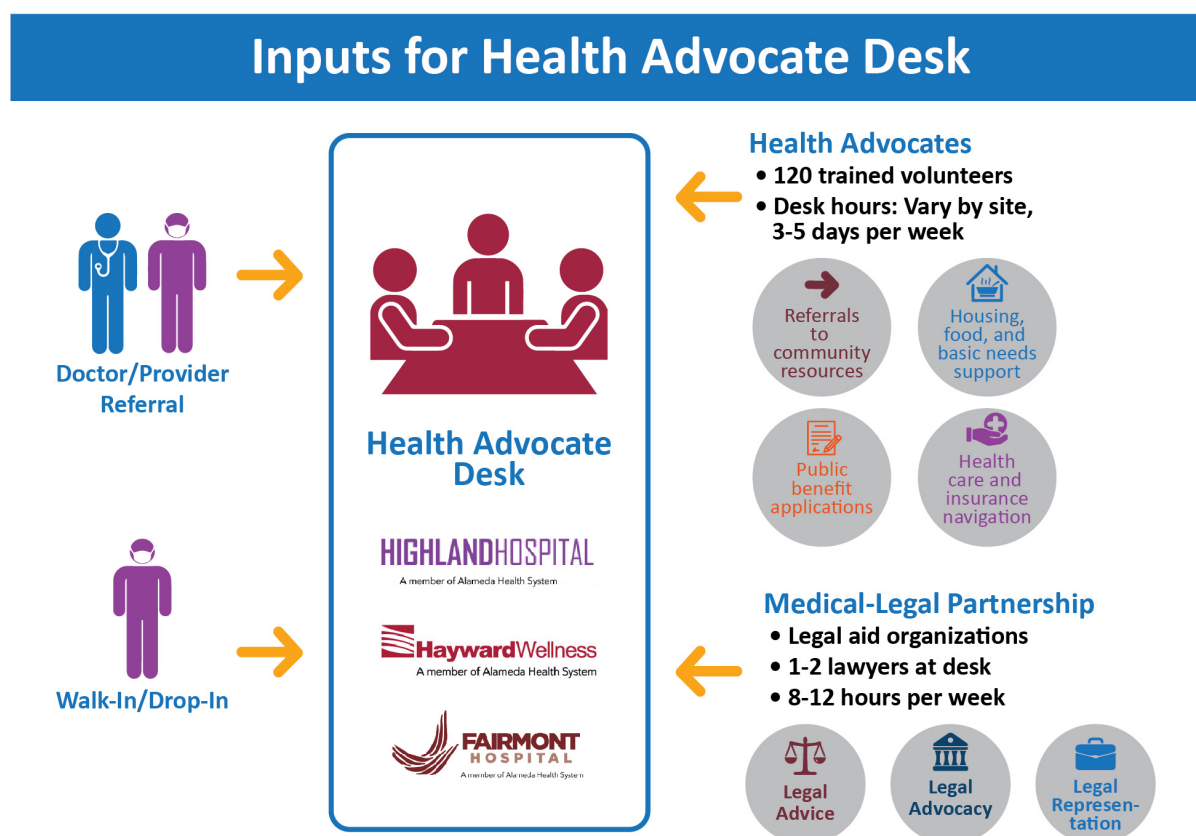 Inputs for Health Advocate Desk
Doctor/Provider
Referral
Walk-In/Drop-In
Health Advocate
Desk
HIGHLANDHOSPITAL
A member of Alameda Health System
HaywardWellness
A member of Alameda Health System
FAIRMONT
HOSPITAL
A member of Alameda Health System
Health Advocates
• 120 trained volunteers
• Desk hours: Vary by site,
3-5 days per week
Referrals
to
community
resources
Housing,
food, and
basic needs
support
Public
benefit
applications
Health
care and
insurance
navigation
Medical-Legal Partnership
• Legal aid organizations
• 1-2 lawyers at desk
• 8-12 hours per week
Legal
Advice
Legal
Advocacy
Legal
Represen-
tation